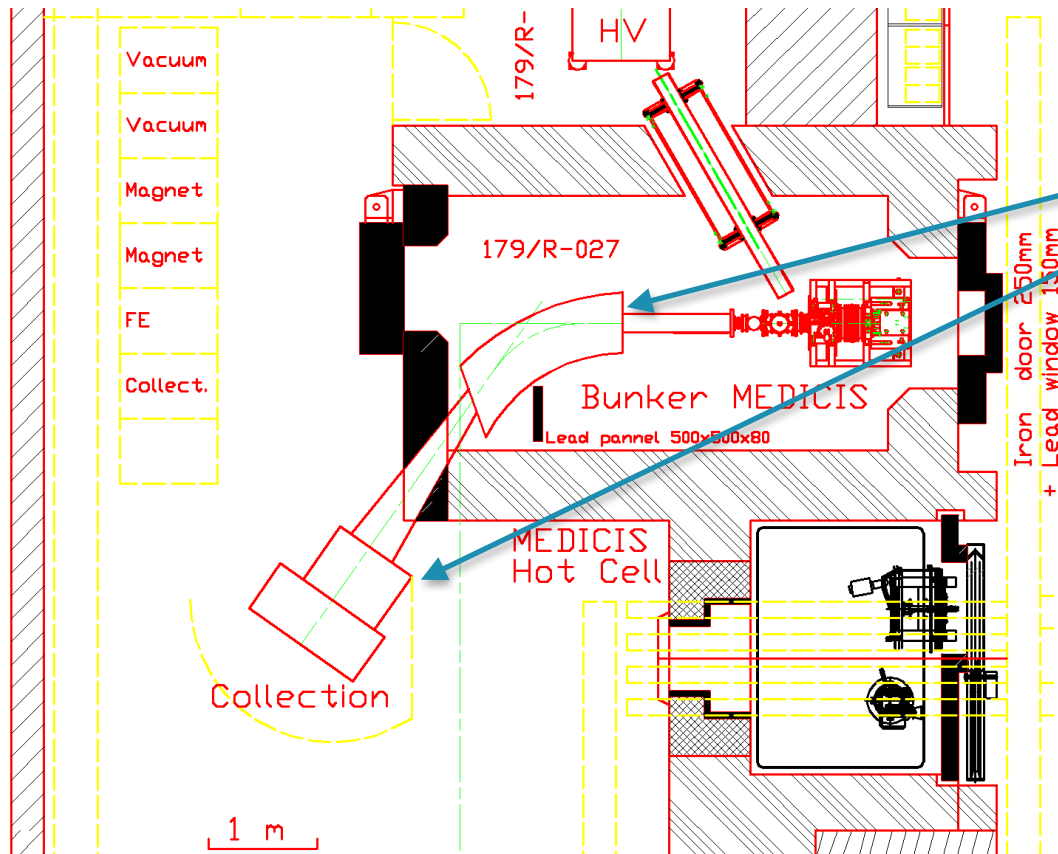 Vacuum
Vacuum
Magnet
Magnet
FE
Collect.
179/R-
HV
179/R-027
Bunker MEDICIS
Lead pannel 500x500x80
Iron door 250mm
+ Lead window 150mm
MEDICIS
Hot Cell
Collection
1 m